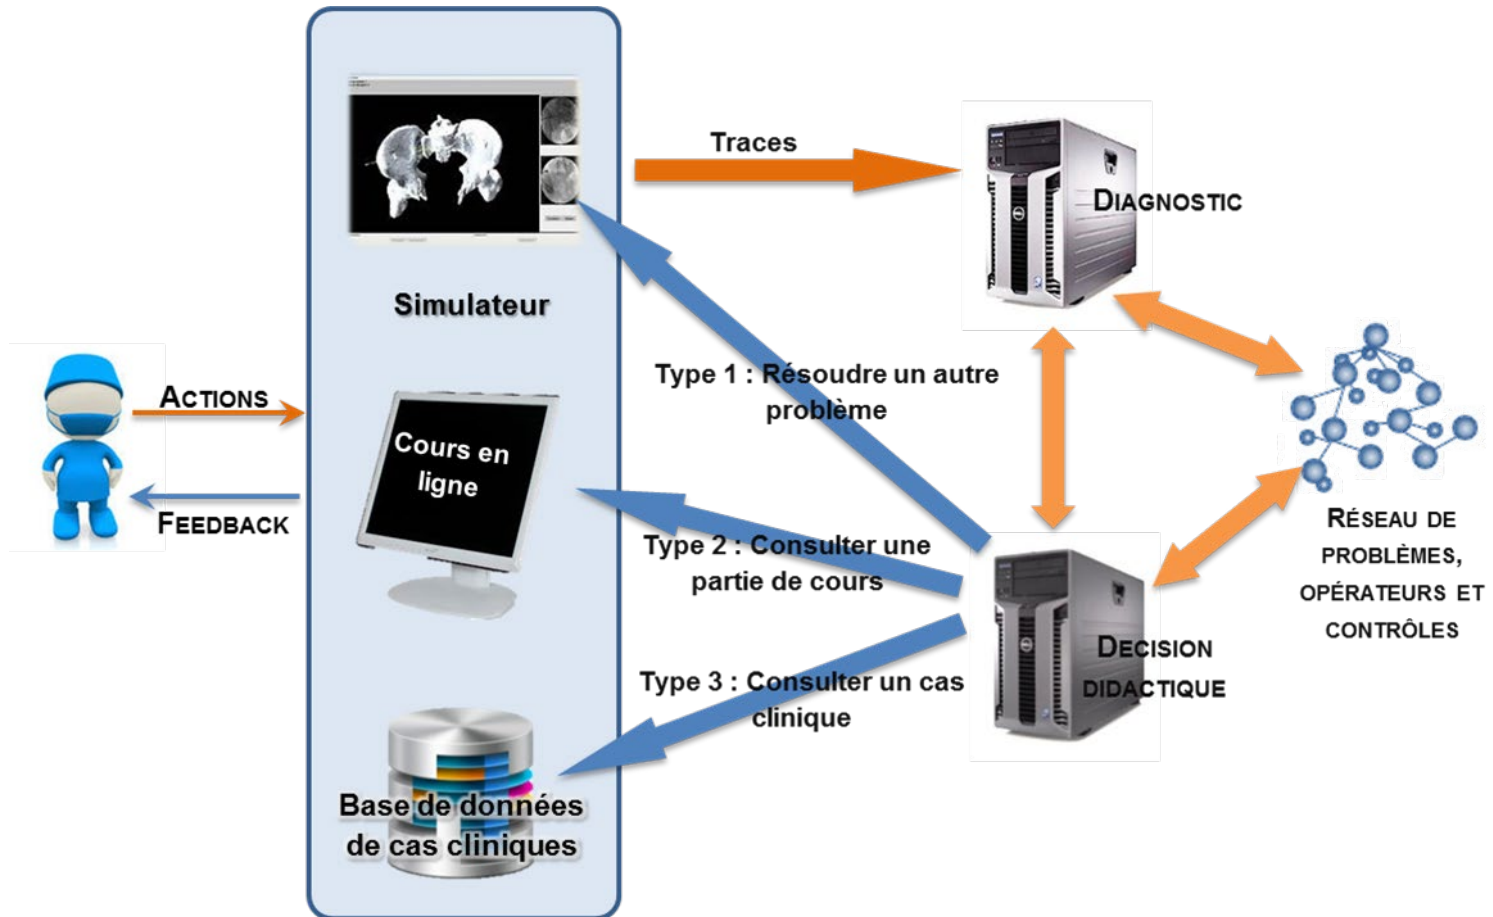 Traces
DIAGNOSTIC
Simulateur
Type 1 : Résoudre un autre
problème
ACTIONS
Cours en
ligne
FEEDBACK
Type 2 : Consulter une
partie de cours
RÉSEAU DE
PROBLÈMES,
OPÉRATEURS ET
CONTRÔLES
DECISION
DIDACTIQUE
Type 3 : Consulter un cas
clinique
Base de données
de cas cliniques